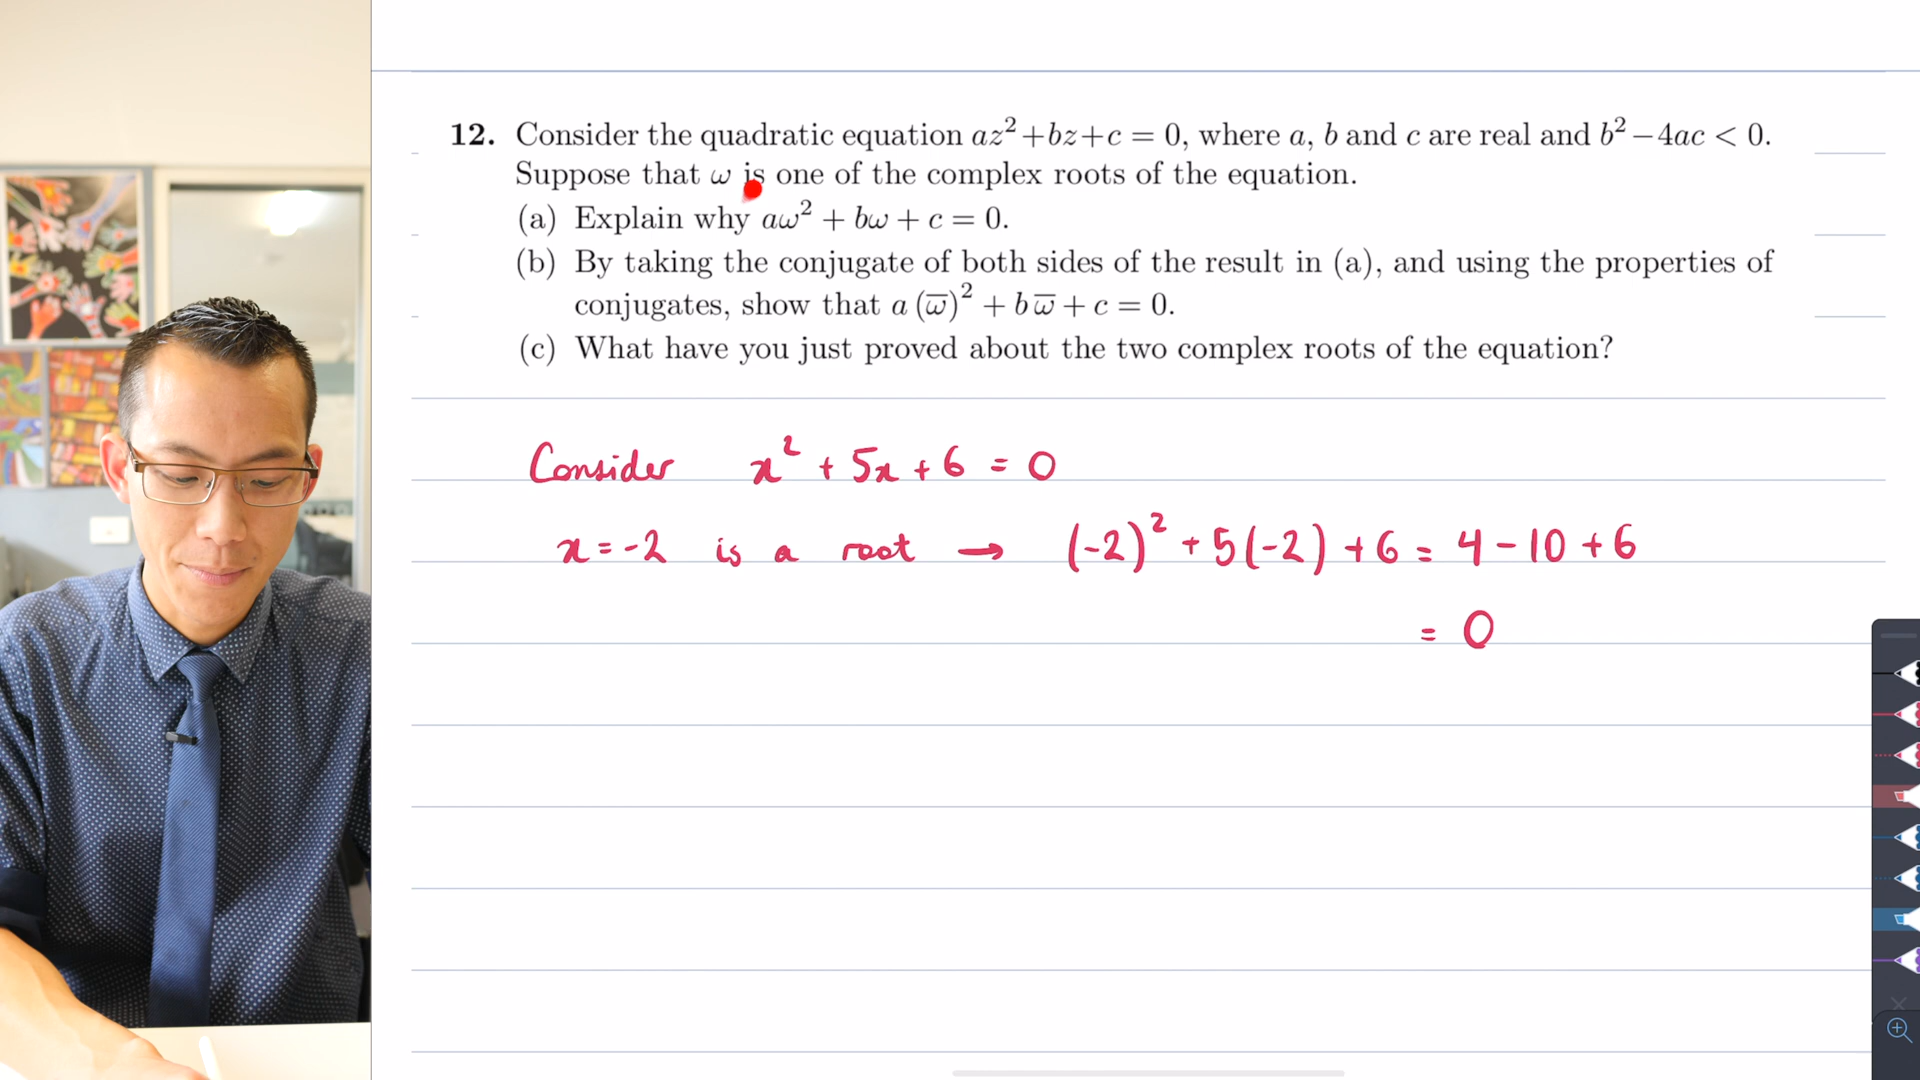 12. Consider the quadratic equation az² + bz + c = 0, where a, b and c are real and b² − 4ac < 0.
Suppose that ω is one of the complex roots of the equation.
(a) Explain why aω² + bω + c = 0.
(b) By taking the conjugate of both sides of the result in (a), and using the properties of
conjugates, show that a (ω̅)² + b ω̅ + c = 0.
(c) What have you just proved about the two complex roots of the equation?
Consider x² + 5x + 6 = 0
x = -2 is a root → (-2)² + 5(-2) + 6 = 4 - 10 + 6
= 0